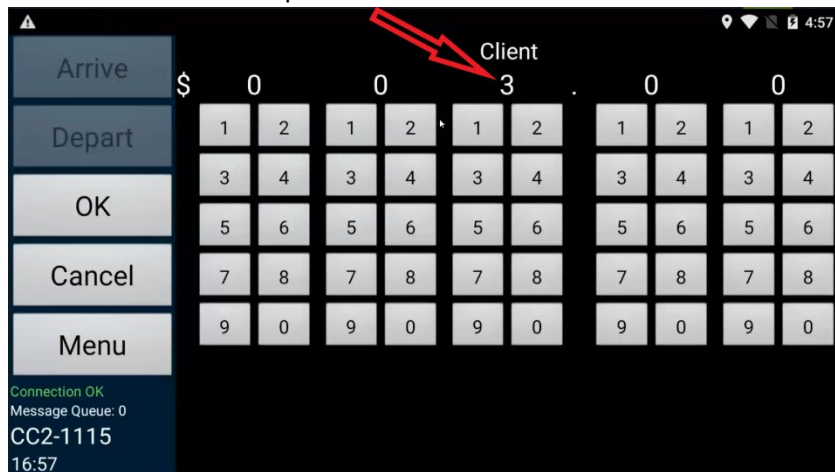 4:57
Client
$ 0 0 3 . 0 0
Arrive
Depart
OK
Cancel
Menu
1 2 1 2 1 2 1 2 1 2
3 4 3 4 3 4 3 4 3 4
5 6 5 6 5 6 5 6 5 6
7 8 7 8 7 8 7 8 7 8
9 0 9 0 9 0 9 0 9 0
Connection OK
Message Queue: 0
CC2-1115
16:57